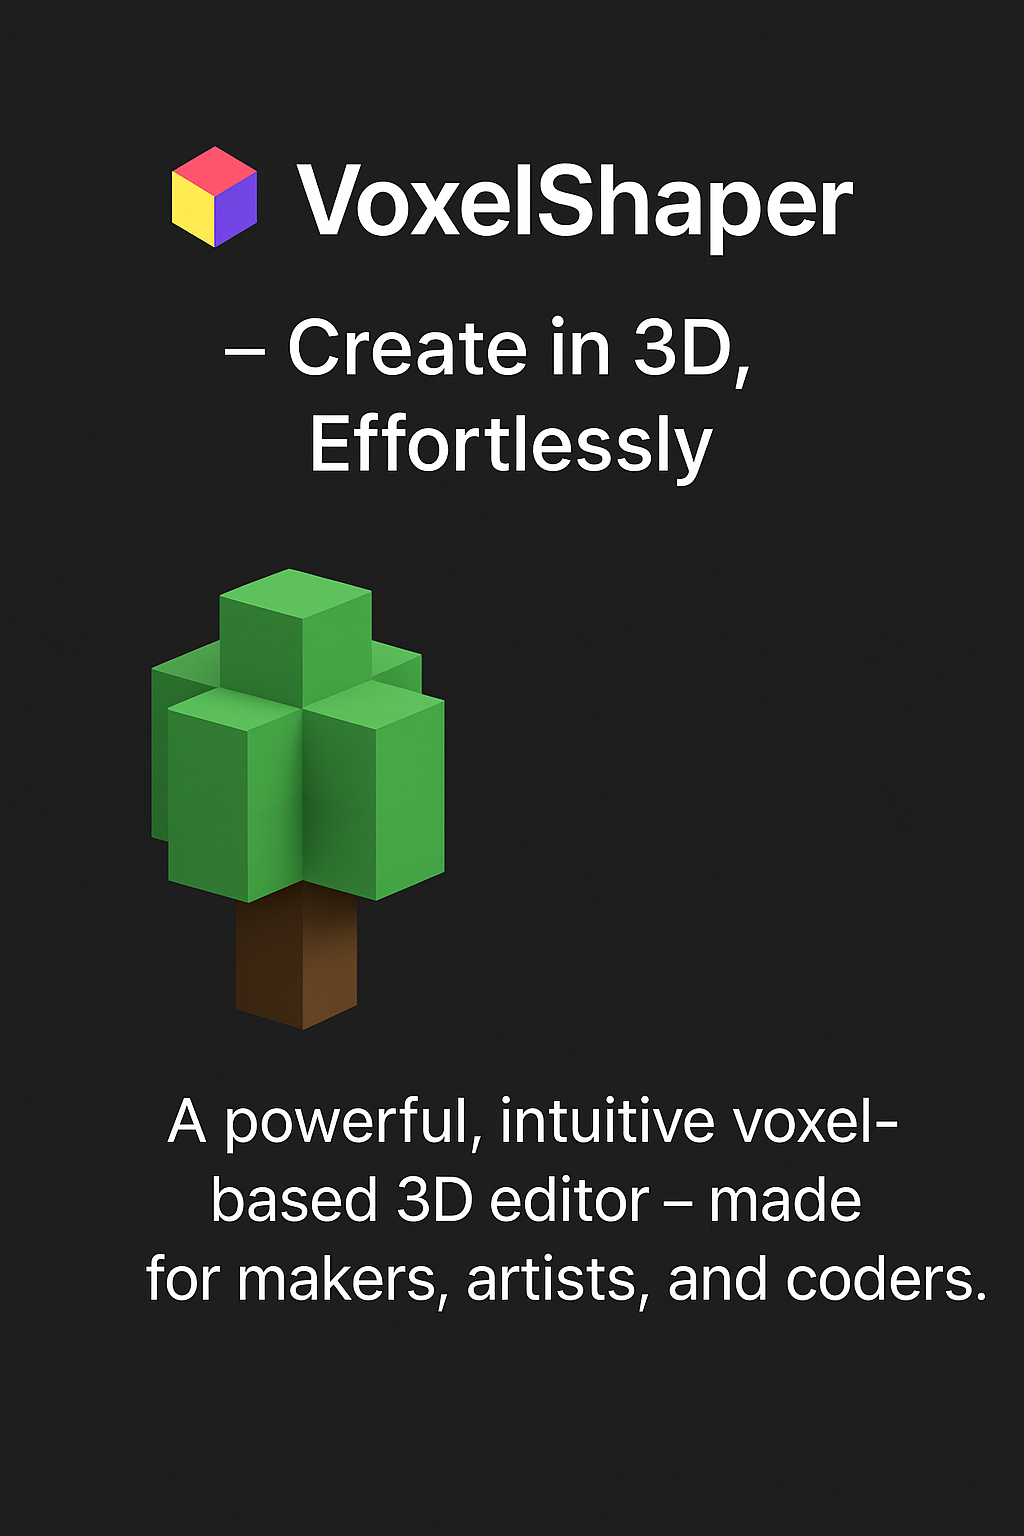 VoxelShaper
– Create in 3D,
Effortlessly
A powerful, intuitive voxel-
based 3D editor – made
for makers, artists, and coders.